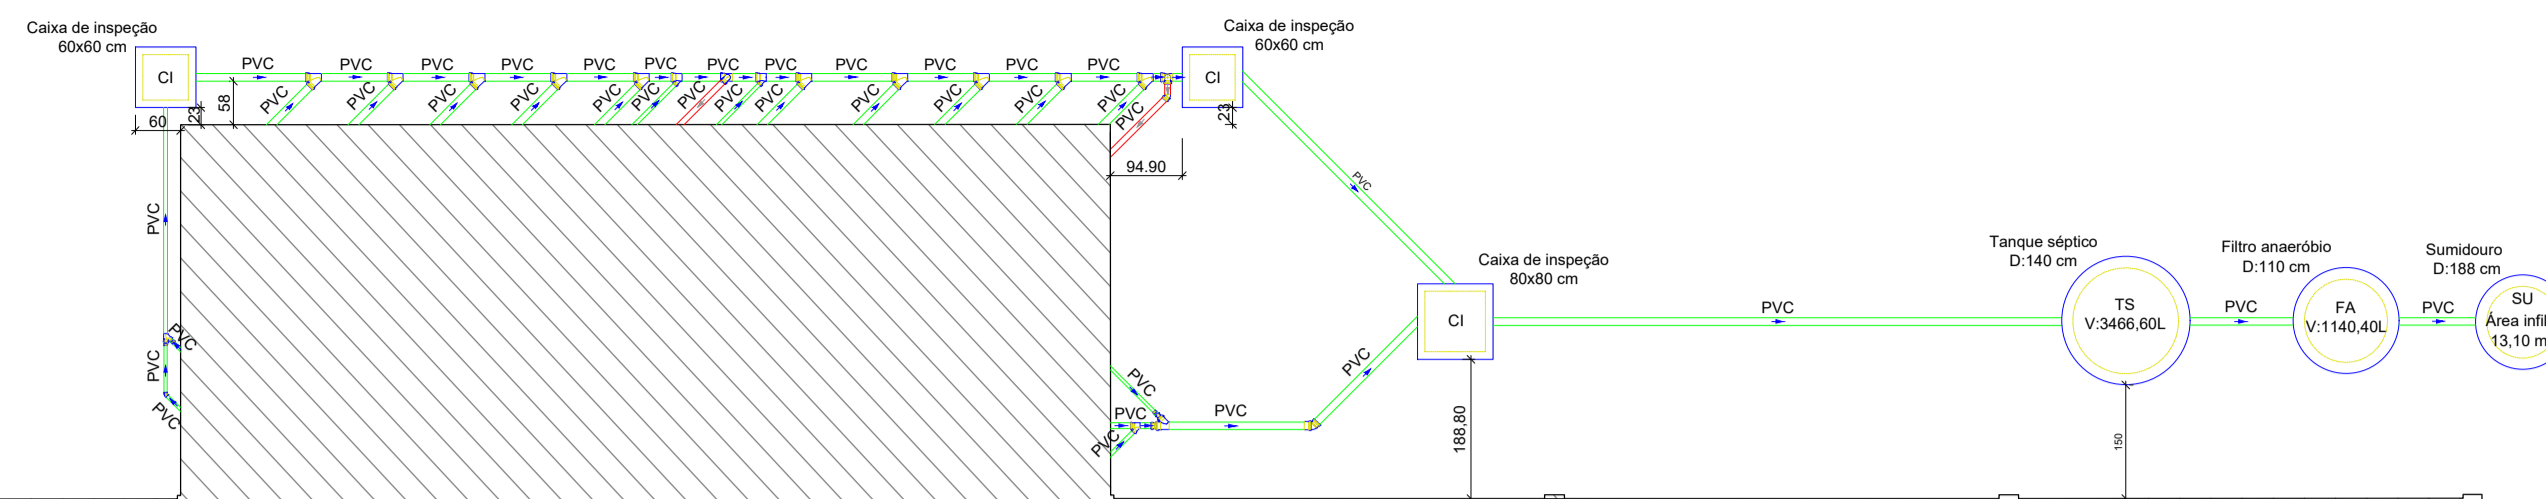 Caixa de inspeção
60x60 cm
CI
PVC
PVC
PVC
PVC
PVC
PVC
PVC
PVC
PVC
PVC
PVC
PVC
Caixa de inspeção
60x60 cm
CI
PVC
PVC
PVC
PVC
PVC
PVC
PVC
PVC
PVC
PVC
PVC
PVC
PVC
60
23
58
23
94.90
PVC
PVC
PVC
PVC
PVC
Caixa de inspeção
80x80 cm
CI
PVC
PVC
PVC
PVC
PVC
188,80
PVC
Tanque séptico
D:140 cm
TS
V:3466,60L
150
PVC
Filtro anaeróbio
D:110 cm
FA
V:1140,40L
PVC
Sumidouro
D:188 cm
SU
Área infil
13,10 m